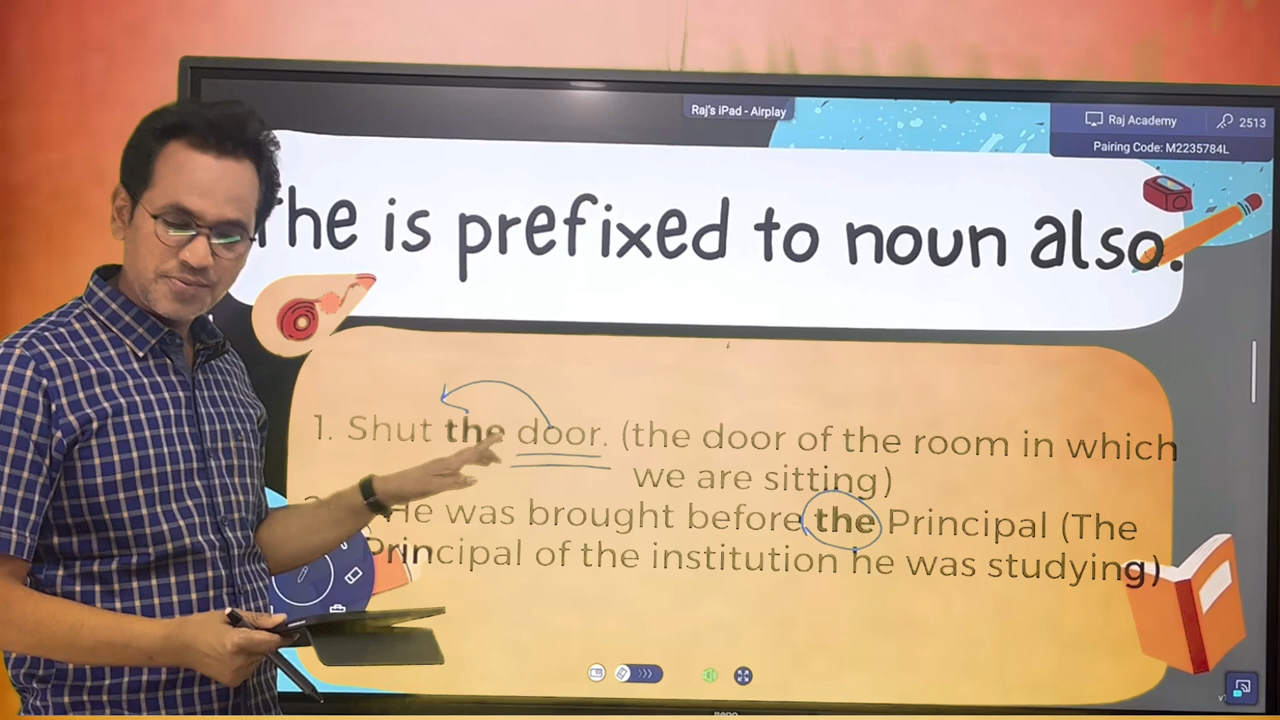 Raj's iPad - Airplay
Raj Academy
2513
Pairing Code: M2235784L
The is prefixed to noun also.
1. Shut the door. (the door of the room in which
we are sitting)
He was brought before the Principal (The
Principal of the institution he was studying)